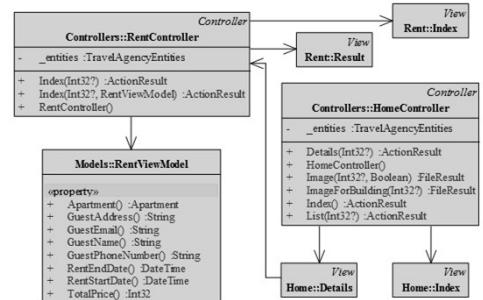 Controller
Controllers::RentController
- _entities :TravelAgencyEntities
+ Index(Int32?) :ActionResult
+ Index(Int32?, RentViewModel) :ActionResult
+ RentController()
View
Rent::Index
View
Rent::Result
Controller
Controllers::HomeController
- _entities :TravelAgencyEntities
+ Details(Int32?) :ActionResult
+ HomeController()
+ Image(Int32?, Boolean) :FileResult
+ ImageForBuilding(Int32?) :FileResult
+ Index() :ActionResult
+ List(Int32?) :ActionResult
Models::RentViewModel
«property»
+ Apartment() :Apartment
+ GuestAddress() :String
+ GuestEmail() :String
+ GuestName() :String
+ GuestPhoneNumber() :String
+ RentEndDate() :DateTime
+ RentStartDate() :DateTime
+ TotalPrice() :Int32
View
Home::Details
View
Home::Index